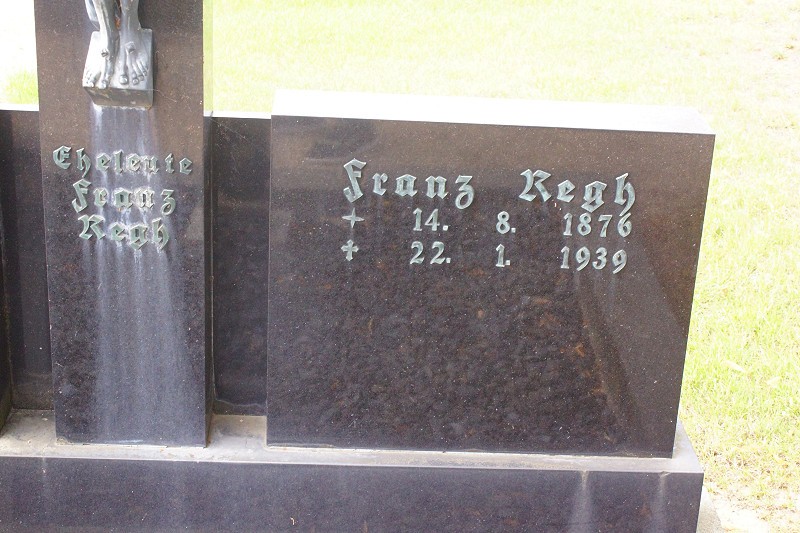 Eheleute
Franz
Regh
Franz Regh
14. 8. 1876
✝ 22. 1. 1939